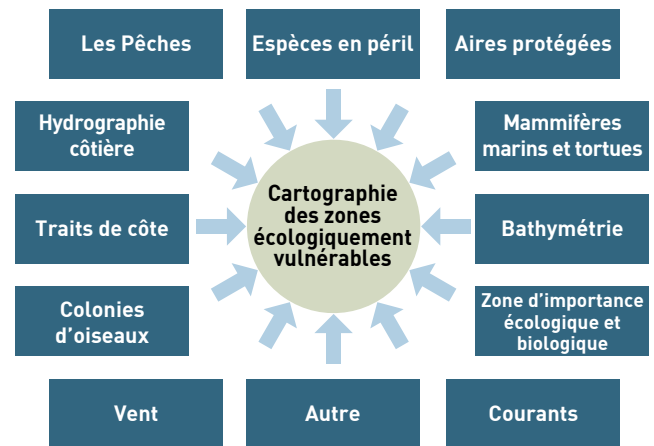 Les Pêches
Espèces en péril
Aires protégées
Hydrographie
côtière
Mammifères
marins et tortues
Cartographie
des zones
écologiquement
vulnérables
Traits de côte
Bathymétrie
Colonies
d'oiseaux
Zone d'importance
écologique et
biologique
Vent
Autre
Courants